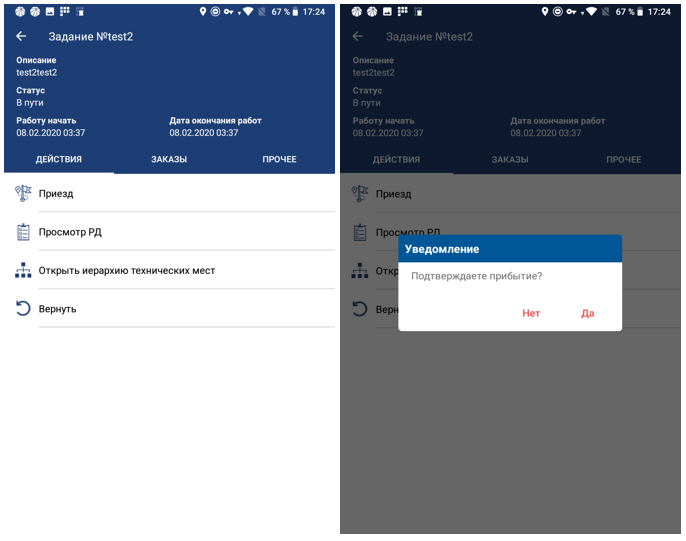 67 % 17:24
Задание №test2
Описание
test2test2
Статус
В пути
Работу начать Дата окончания работ
08.02.2020 03:37 08.02.2020 03:37
ДЕЙСТВИЯ ЗАКАЗЫ ПРОЧЕЕ
Приезд
Просмотр РД
Открыть иерархию технических мест
Вернуть
67 % 17:24
Задание №test2
Описание
test2test2
Статус
В пути
Работу начать Дата окончания работ
08.02.2020 03:37 08.02.2020 03:37
ДЕЙСТВИЯ ЗАКАЗЫ ПРОЧЕЕ
Приезд
Просмотр РД
Уведомление
Откр
Подтверждаете прибытие?
Верн
Нет Да